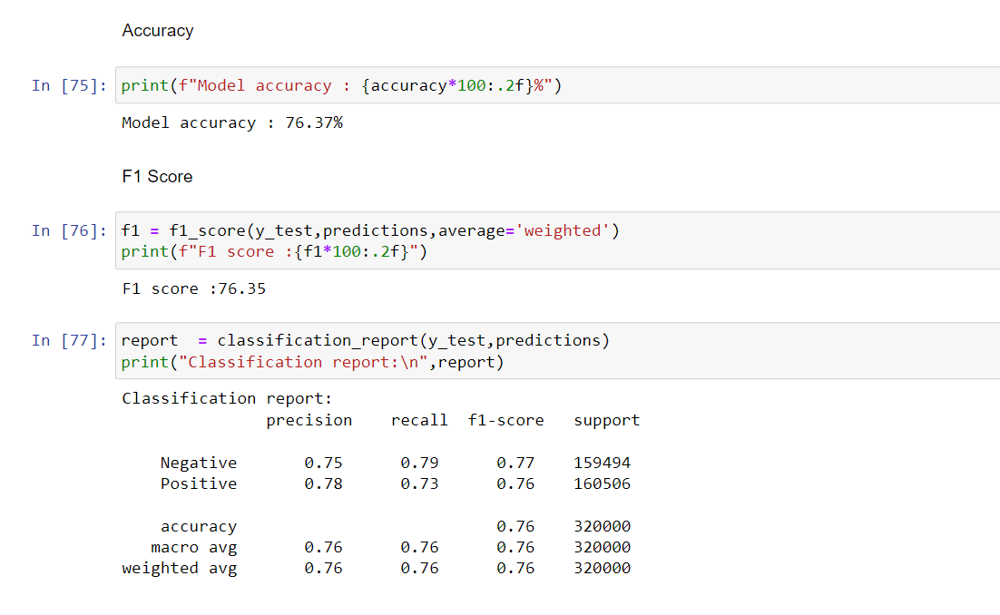 Accuracy
In [75]: print(f"Model accuracy : {accuracy*100:.2f}%")
Model accuracy : 76.37%
F1 Score
In [76]: f1 = f1_score(y_test,predictions,average='weighted')
print(f"F1 score :{f1*100:.2f}")
F1 score :76.35
In [77]: report  = classification_report(y_test,predictions)
print("Classification report:\n",report)
Classification report:
precision    recall  f1-score   support
Negative       0.75      0.79      0.77    159494
Positive       0.78      0.73      0.76    160506
accuracy                           0.76    320000
macro avg       0.76      0.76      0.76    320000
weighted avg       0.76      0.76      0.76    320000